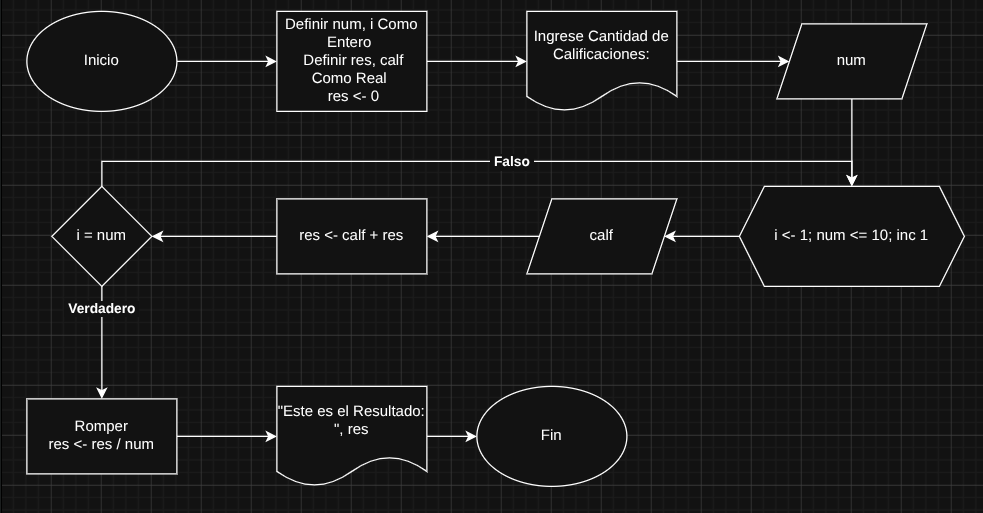 Inicio
Definir num, i Como
Entero
Definir res, calf
Como Real
res <- 0
Ingrese Cantidad de
Calificaciones:
num
Falso
i = num
res <- calf + res
calf
i <- 1; num <= 10; inc 1
Verdadero
Romper
res <- res / num
"Este es el Resultado:
", res
Fin